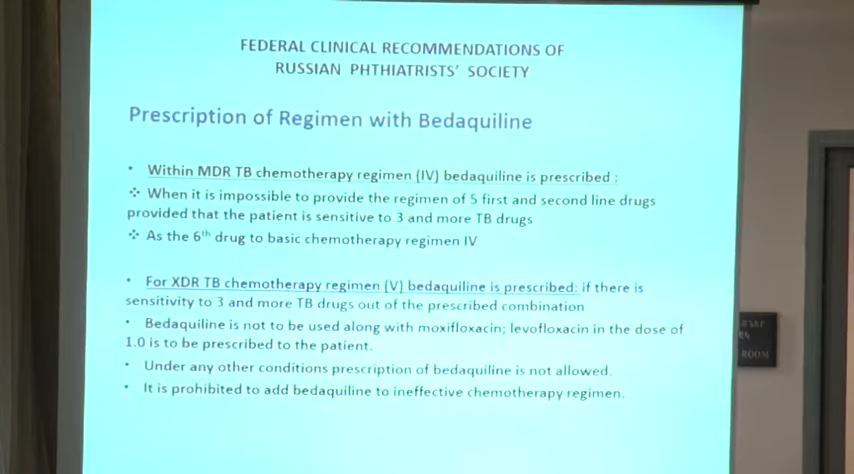 FEDERAL CLINICAL RECOMMENDATIONS OF
RUSSIAN PHTHIATRISTS' SOCIETY
Prescription of Regimen with Bedaquiline
• Within MDR TB chemotherapy regimen (IV) bedaquiline is prescribed :
❖ When it is impossible to provide the regimen of 5 first and second line drugs
provided that the patient is sensitive to 3 and more TB drugs
❖ As the 6th drug to basic chemotherapy regimen IV
• For XDR TB chemotherapy regimen (V) bedaquiline is prescribed: if there is
sensitivity to 3 and more TB drugs out of the prescribed combination
• Bedaquiline is not to be used along with moxifloxacin; levofloxacin in the dose of
1.0 is to be prescribed to the patient.
• Under any other conditions prescription of bedaquiline is not allowed.
• It is prohibited to add bedaquiline to ineffective chemotherapy regimen.
ROOM